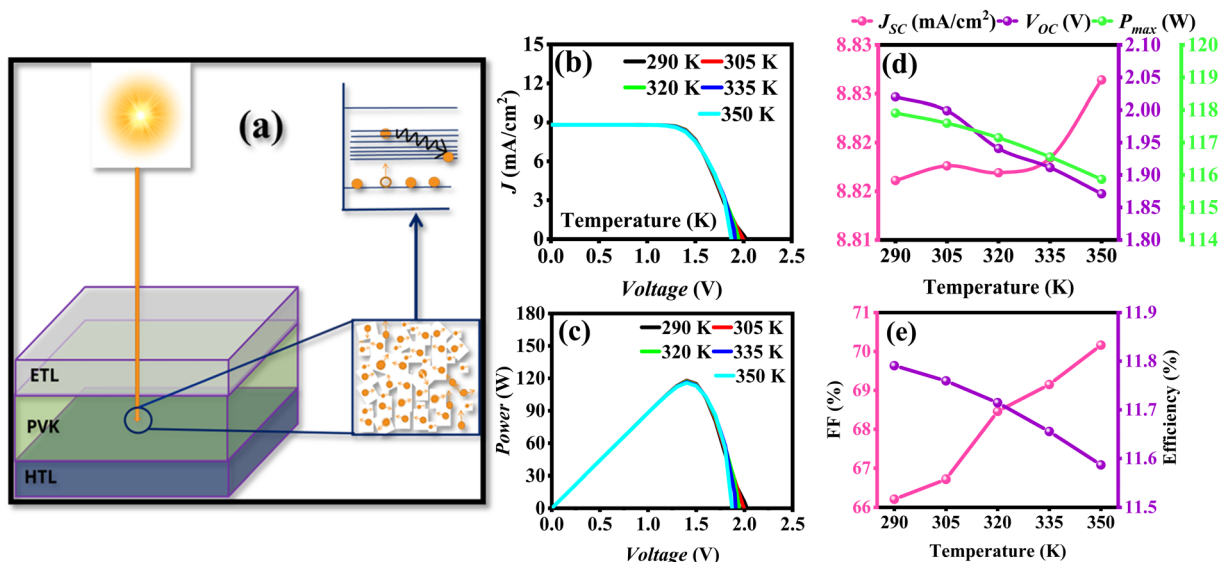 (a)
ETL
PVK
HTL
(b)
290 K 305 K
320 K 335 K
350 K
Temperature (K)
J (mA/cm²)
15
12
9
6
3
0
0.0 0.5 1.0 1.5 2.0 2.5
Voltage (V)
(c)
290 K 305 K
320 K 335 K
350 K
Power (W)
180
150
120
90
60
30
0
0.0 0.5 1.0 1.5 2.0 2.5
Voltage (V)
J_SC (mA/cm²) V_OC (V) P_max (W)
(d)
8.83
8.83
8.82
8.82
8.81
2.10
2.05
2.00
1.95
1.90
1.85
1.80
120
119
118
117
116
115
114
290 305 320 335 350
Temperature (K)
(e)
FF (%)
71
70
69
68
67
66
11.9
11.8
11.7
11.6
11.5
Efficiency (%)
290 305 320 335 350
Temperature (K)